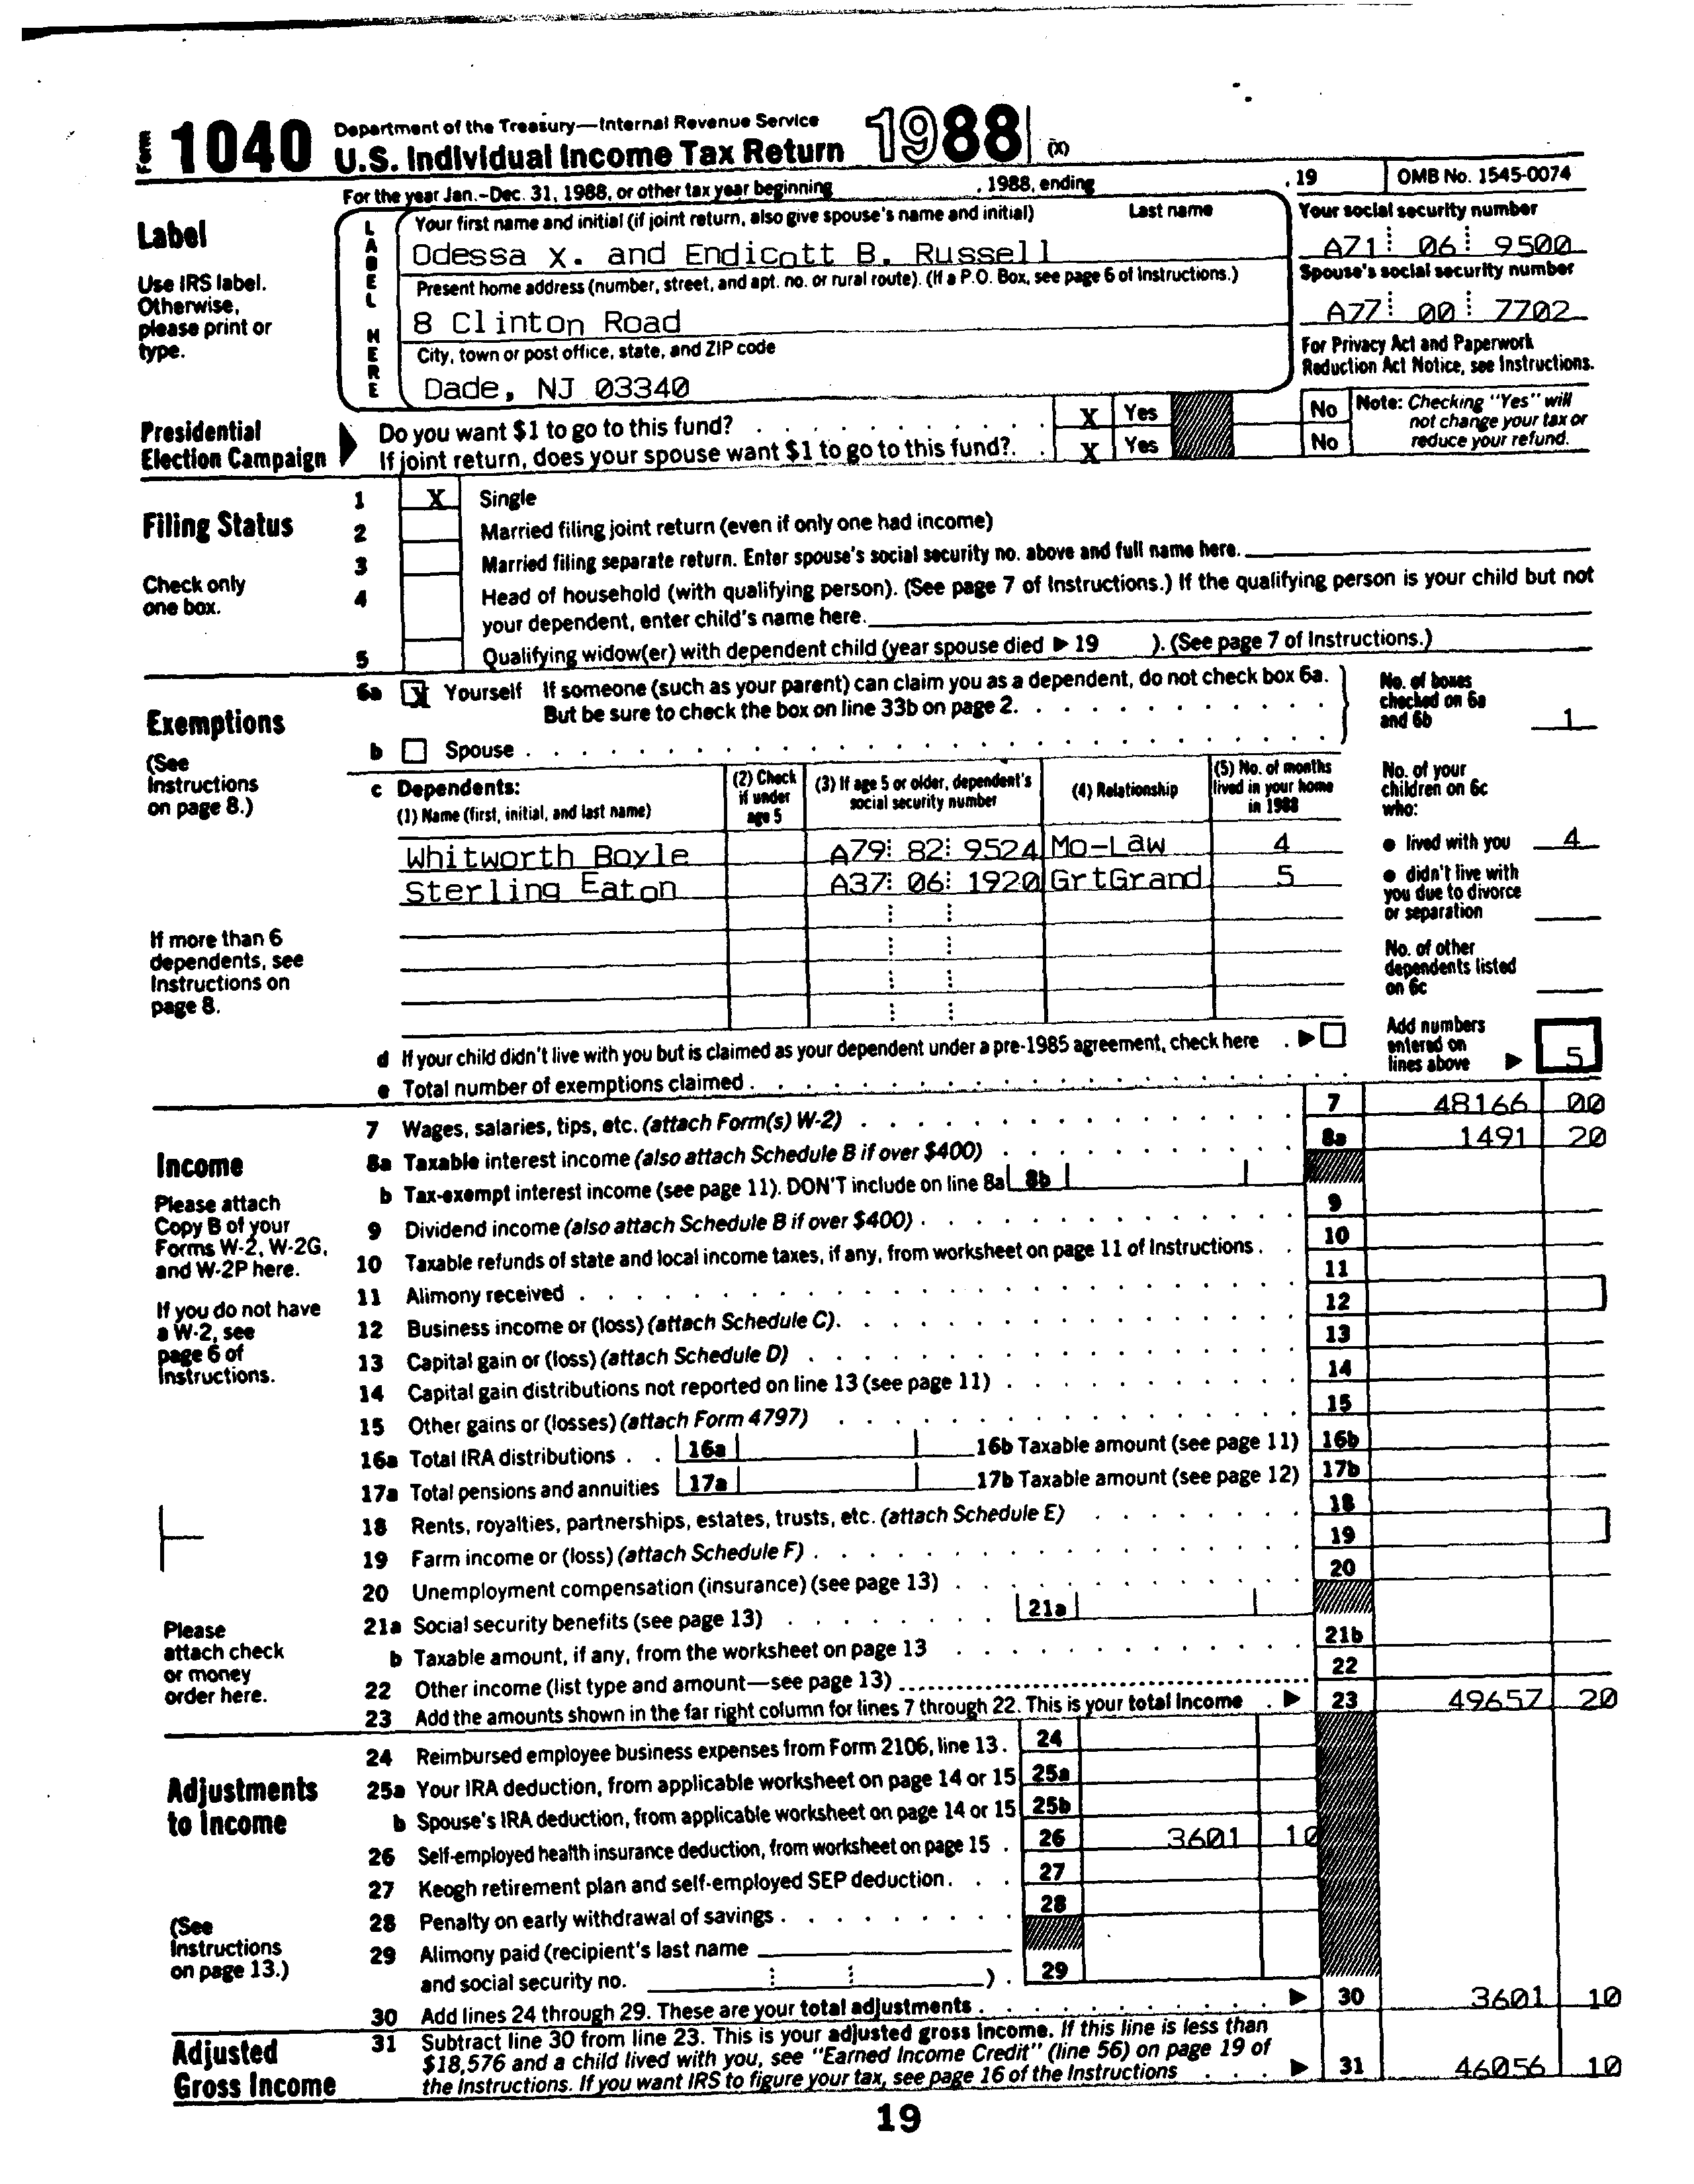 Form 1040 Department of the Treasury—Internal Revenue Service
U.S. Individual Income Tax Return 1988 (X)
For the year Jan.–Dec. 31, 1988, or other tax year beginning , 1988, ending , 19 OMB No. 1545-0074
Label
Use IRS label.
Otherwise,
please print or
type.
LABEL HERE
Your first name and initial (if joint return, also give spouse's name and initial) Last name
Odessa X. and Endicott B. Russell
Present home address (number, street, and apt. no. or rural route). (If a P.O. Box, see page 6 of Instructions.)
8 Clinton Road
City, town or post office, state, and ZIP code
Dade, NJ 03340
Your social security number
A71 06 9500
Spouse's social security number
A77 00 7702
For Privacy Act and Paperwork
Reduction Act Notice, see Instructions.
Presidential
Election Campaign
Do you want $1 to go to this fund? X Yes No
If joint return, does your spouse want $1 to go to this fund?. X Yes No
Note: Checking "Yes" will
not change your tax or
reduce your refund.
Filing Status
Check only
one box.
1 X Single
2 Married filing joint return (even if only one had income)
3 Married filing separate return. Enter spouse's social security no. above and full name here.
4 Head of household (with qualifying person). (See page 7 of Instructions.) If the qualifying person is your child but not
your dependent, enter child's name here.
5 Qualifying widow(er) with dependent child (year spouse died ▶ 19 ). (See page 7 of Instructions.)
Exemptions
(See
Instructions
on page 8.)
6a X Yourself If someone (such as your parent) can claim you as a dependent, do not check box 6a.
But be sure to check the box on line 33b on page 2.
b Spouse
No. of boxes
checked on 6a
and 6b 1
c Dependents:
(1) Name (first, initial, and last name)
(2) Check
if under
age 5
(3) If age 5 or older, dependent's
social security number
(4) Relationship
(5) No. of months
lived in your home
in 1988
Whitworth Boyle A79 82 9524 Mo-Law 4
Sterling Eaton A37 06 1920 GrtGrand 5
If more than 6
dependents, see
Instructions on
page 8.
No. of your
children on 6c
who:
● lived with you 4
● didn't live with
you due to divorce
or separation
No. of other
dependents listed
on 6c
d If your child didn't live with you but is claimed as your dependent under a pre-1985 agreement, check here . ▶
e Total number of exemptions claimed
Add numbers
entered on
lines above ▶ 5
Income
Please attach
Copy B of your
Forms W-2, W-2G,
and W-2P here.
If you do not have
a W-2, see
page 6 of
Instructions.
Please
attach check
or money
order here.
7 Wages, salaries, tips, etc. (attach Form(s) W-2) 7 48166 00
8a Taxable interest income (also attach Schedule B if over $400) 8a 1491 20
b Tax-exempt interest income (see page 11). DON'T include on line 8a 8b
9 Dividend income (also attach Schedule B if over $400) 9
10 Taxable refunds of state and local income taxes, if any, from worksheet on page 11 of Instructions 10
11 Alimony received 11
12 Business income or (loss) (attach Schedule C). 12
13 Capital gain or (loss) (attach Schedule D) 13
14 Capital gain distributions not reported on line 13 (see page 11) 14
15 Other gains or (losses) (attach Form 4797) 15
16a Total IRA distributions 16a 16b Taxable amount (see page 11) 16b
17a Total pensions and annuities 17a 17b Taxable amount (see page 12) 17b
18 Rents, royalties, partnerships, estates, trusts, etc. (attach Schedule E) 18
19 Farm income or (loss) (attach Schedule F) 19
20 Unemployment compensation (insurance) (see page 13) 20
21a Social security benefits (see page 13) 21a
b Taxable amount, if any, from the worksheet on page 13 21b
22 Other income (list type and amount—see page 13) 22
23 Add the amounts shown in the far right column for lines 7 through 22. This is your total income ▶ 23 49657 20
Adjustments
to Income
(See
Instructions
on page 13.)
24 Reimbursed employee business expenses from Form 2106, line 13. 24
25a Your IRA deduction, from applicable worksheet on page 14 or 15 25a
b Spouse's IRA deduction, from applicable worksheet on page 14 or 15 25b
26 Self-employed health insurance deduction, from worksheet on page 15 26 3601 10
27 Keogh retirement plan and self-employed SEP deduction. 27
28 Penalty on early withdrawal of savings 28
29 Alimony paid (recipient's last name
and social security no. ). 29
30 Add lines 24 through 29. These are your total adjustments ▶ 30 3601 10
Adjusted
Gross Income
31 Subtract line 30 from line 23. This is your adjusted gross income. If this line is less than
$18,576 and a child lived with you, see "Earned Income Credit" (line 56) on page 19 of
the Instructions. If you want IRS to figure your tax, see page 16 of the Instructions ▶ 31 46056 10
19